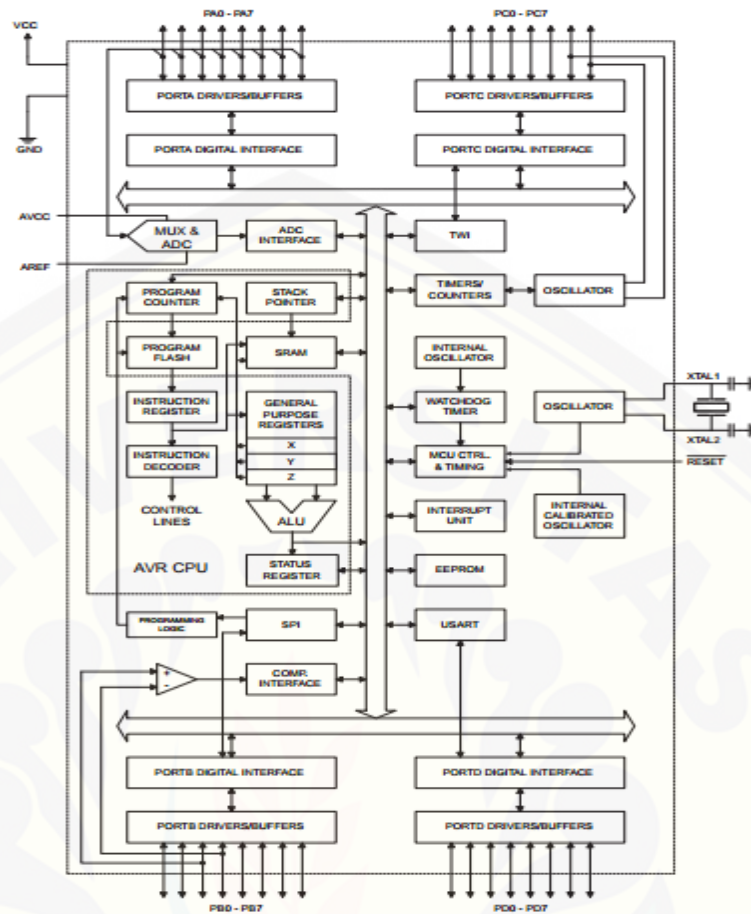 PA0 - PA7
PC0 - PC7
VCC
PORTA DRIVERS/BUFFERS
PORTC DRIVERS/BUFFERS
GND
PORTA DIGITAL INTERFACE
PORTC DIGITAL INTERFACE
AVCC
MUX &
ADC
ADC
INTERFACE
TWI
AREF
PROGRAM
COUNTER
STACK
POINTER
TIMERS/
COUNTERS
OSCILLATOR
PROGRAM
FLASH
SRAM
INTERNAL
OSCILLATOR
XTAL1
INSTRUCTION
REGISTER
GENERAL
PURPOSE
REGISTERS
WATCHDOG
TIMER
OSCILLATOR
XTAL2
X
Y
Z
INSTRUCTION
DECODER
MCU CTRL.
& TIMING
RESET
CONTROL
LINES
ALU
INTERRUPT
UNIT
INTERNAL
CALIBRATED
OSCILLATOR
AVR CPU
STATUS
REGISTER
EEPROM
PROGRAMMING
LOGIC
SPI
USART
+
-
COMP.
INTERFACE
PORTB DIGITAL INTERFACE
PORTD DIGITAL INTERFACE
PORTB DRIVERS/BUFFERS
PORTD DRIVERS/BUFFERS
PB0 - PB7
PD0 - PD7